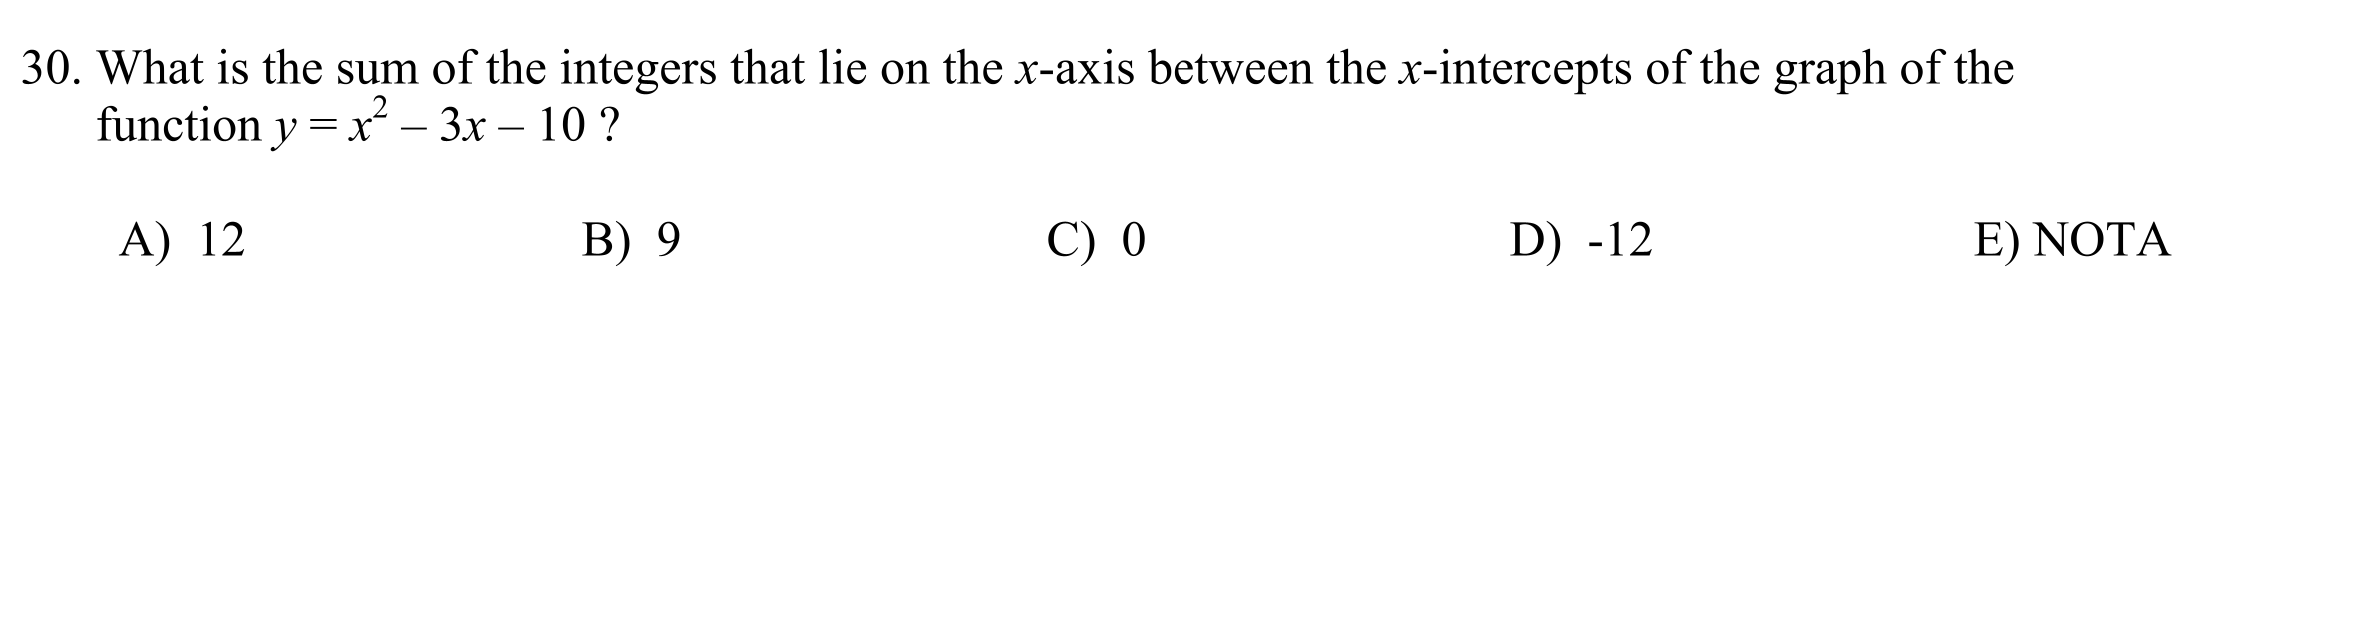 30. What is the sum of the integers that lie on the x-axis between the x-intercepts of the graph of the
function y = x² – 3x – 10 ?
A) 12 B) 9 C) 0 D) -12 E) NOTA